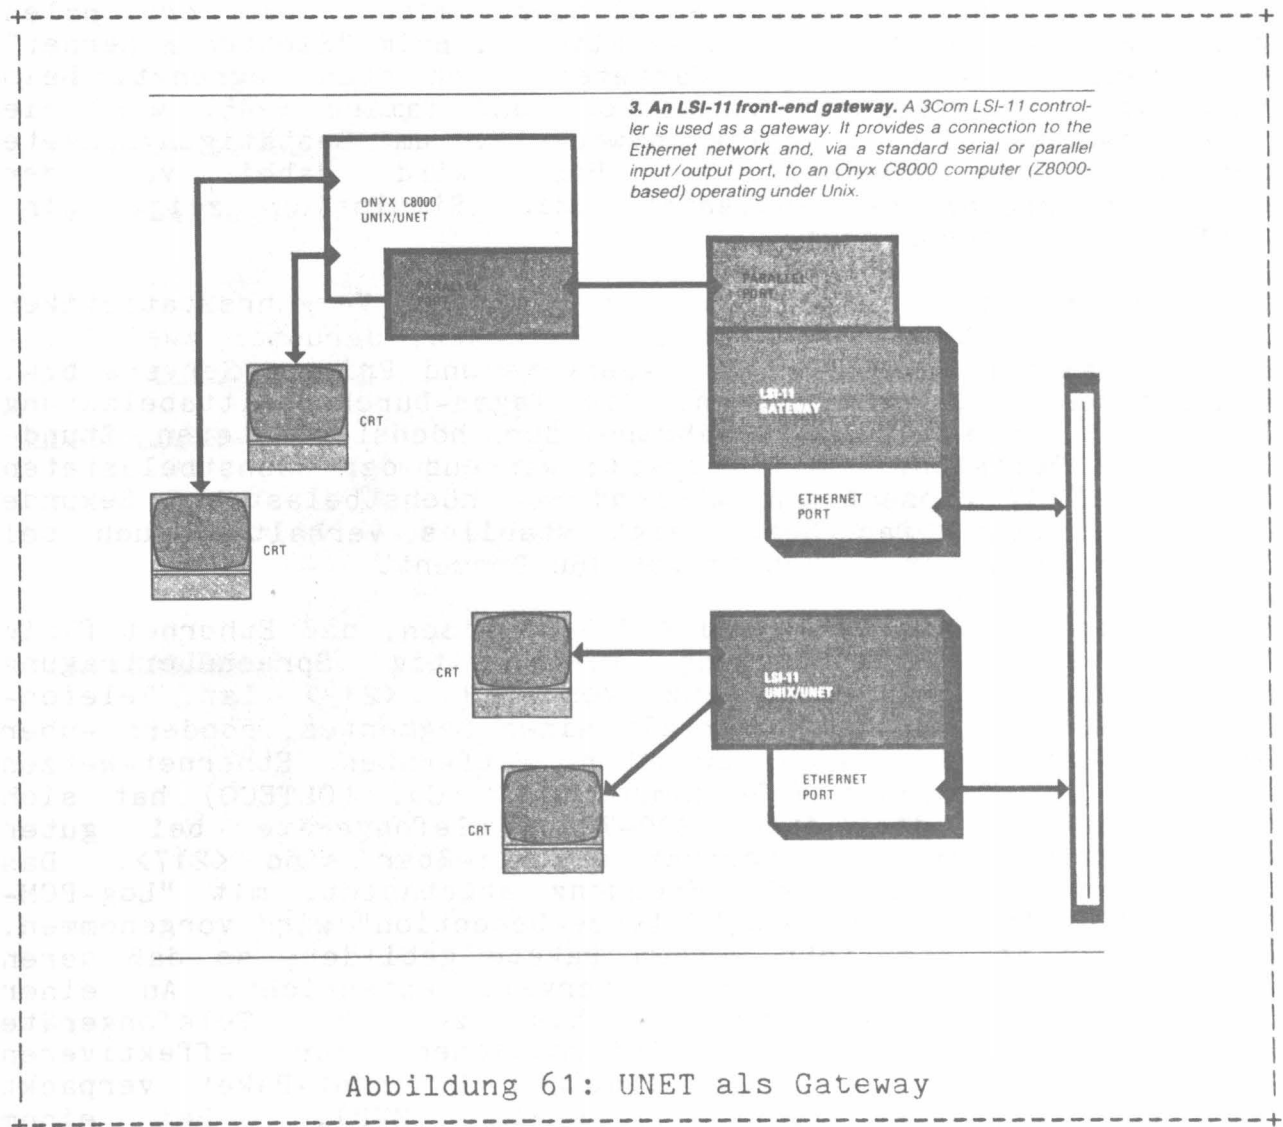 3. An LSI-11 front-end gateway. A 3Com LSI-11 control-
ler is used as a gateway. It provides a connection to the
Ethernet network and, via a standard serial or parallel
input/output port, to an Onyx C8000 computer (Z8000-
based) operating under Unix.
ONYX C8000
UNIX/UNET
PARALLEL
PORT
PARALLEL
PORT
LSI-11
GATEWAY
CRT
ETHERNET
PORT
CRT
CRT
LSI-11
UNIX/UNET
ETHERNET
PORT
CRT
Abbildung 61: UNET als Gateway